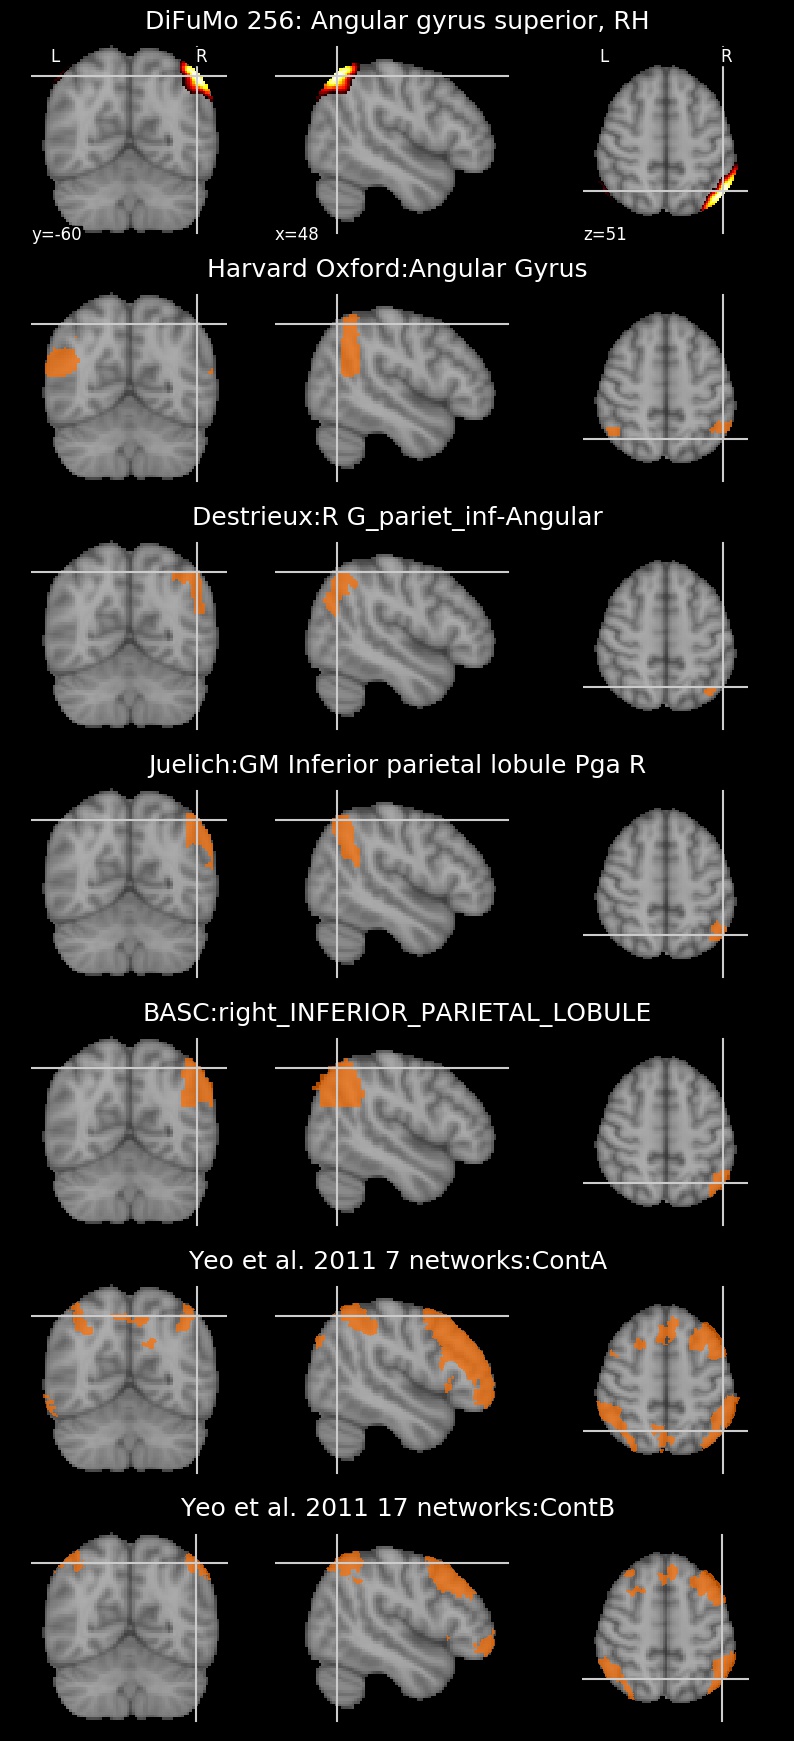 DiFuMo 256: Angular gyrus superior, RH
L R L R
y=-60 x=48 z=51
Harvard Oxford:Angular Gyrus
Destrieux:R G_pariet_inf-Angular
Juelich:GM Inferior parietal lobule Pga R
BASC:right_INFERIOR_PARIETAL_LOBULE
Yeo et al. 2011 7 networks:ContA
Yeo et al. 2011 17 networks:ContB